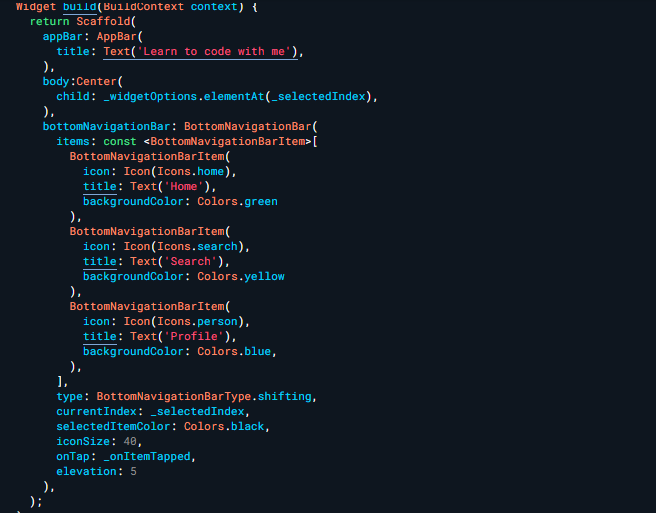 Widget build(BuildContext context) {
return Scaffold(
appBar: AppBar(
title: Text('Learn to code with me'),
),
body:Center(
child: _widgetOptions.elementAt(_selectedIndex),
),
bottomNavigationBar: BottomNavigationBar(
items: const <BottomNavigationBarItem>[
BottomNavigationBarItem(
icon: Icon(Icons.home),
title: Text('Home'),
backgroundColor: Colors.green
),
BottomNavigationBarItem(
icon: Icon(Icons.search),
title: Text('Search'),
backgroundColor: Colors.yellow
),
BottomNavigationBarItem(
icon: Icon(Icons.person),
title: Text('Profile'),
backgroundColor: Colors.blue,
),
],
type: BottomNavigationBarType.shifting,
currentIndex: _selectedIndex,
selectedItemColor: Colors.black,
iconSize: 40,
onTap: _onItemTapped,
elevation: 5
),
);